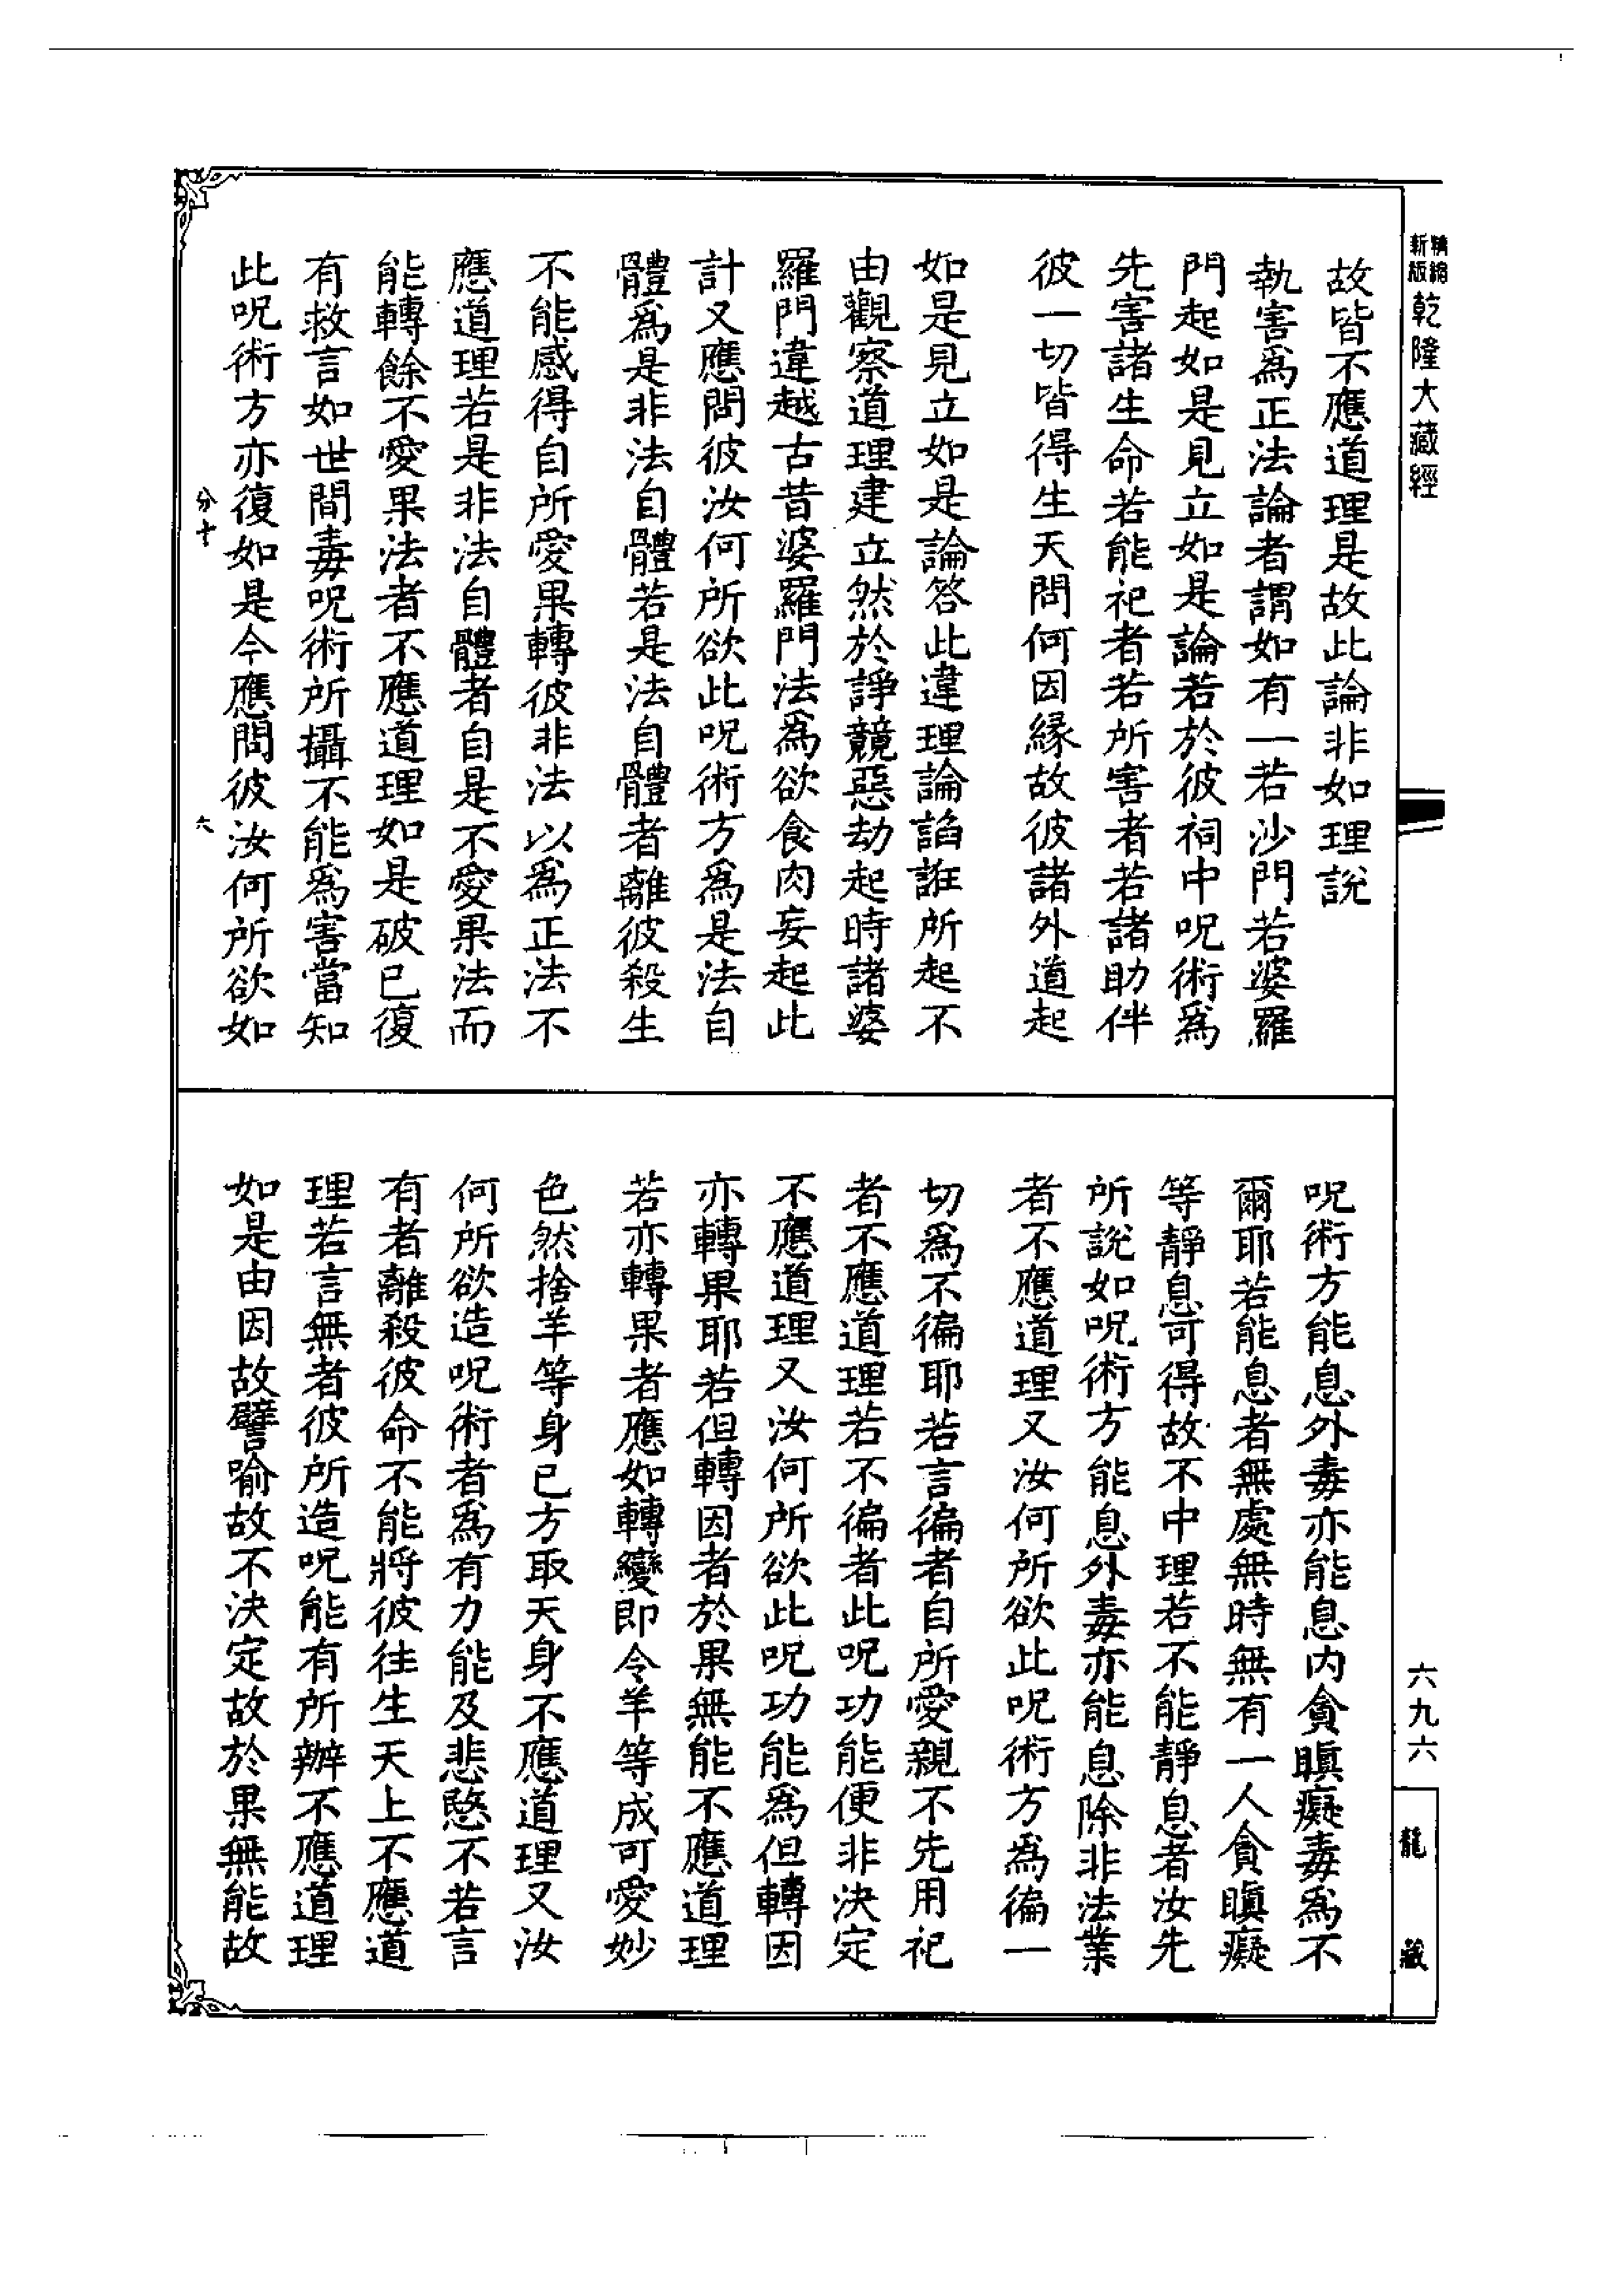 精縮新版乾隆大藏經
故皆不應道理是故此論非如理說
執害爲正法論者謂如有一若沙門若婆羅
門起如是見立如是論若於彼祠中呪術爲
先害諸生命若能祀者若所害者若諸助伴
彼一切皆得生天問何因緣故彼諸外道起
如是見立如是論答此違理論諂誑所起不
由觀察道理建立然於諍競惡劫起時諸婆
羅門違越古昔婆羅門法爲欲食肉妄起此
計又應問彼汝何所欲此呪術方爲是法自
體爲是非法自體若是法自體者離彼殺生
不能感得自所愛果轉彼非法以爲正法不
應道理若是非法自體者自是不愛果法而
能轉餘不愛果法者不應道理如是破已復
有救言如世間毒呪術所攝不能爲害當知
此呪術方亦復如是今應問彼汝何所欲如
分十 六
呪術方能息外毒亦能息內貪瞋癡毒爲不
爾耶若能息者無處無時無有一人貪瞋癡
等靜息可得故不中理若不能靜息者汝先
所說如呪術方能息外毒亦能息除非法業
者不應道理又汝何所欲此呪術方爲徧一
切爲不徧耶若言徧者自所愛親不先用祀
者不應道理若不徧者此呪功能便非決定
不應道理又汝何所欲此呪功能爲但轉因
亦轉果耶若但轉因者於果無能不應道理
若亦轉果者應如轉變即令羊等成可愛妙
色然捨羊等身已方取天身不應道理又汝
何所欲造呪術者爲有力能及悲愍不若言
有者離殺彼命不能將彼往生天上不應道
理若言無者彼所造呪能有所辦不應道理
如是由因故譬喻故不決定故於果無能故
六九六
龍藏